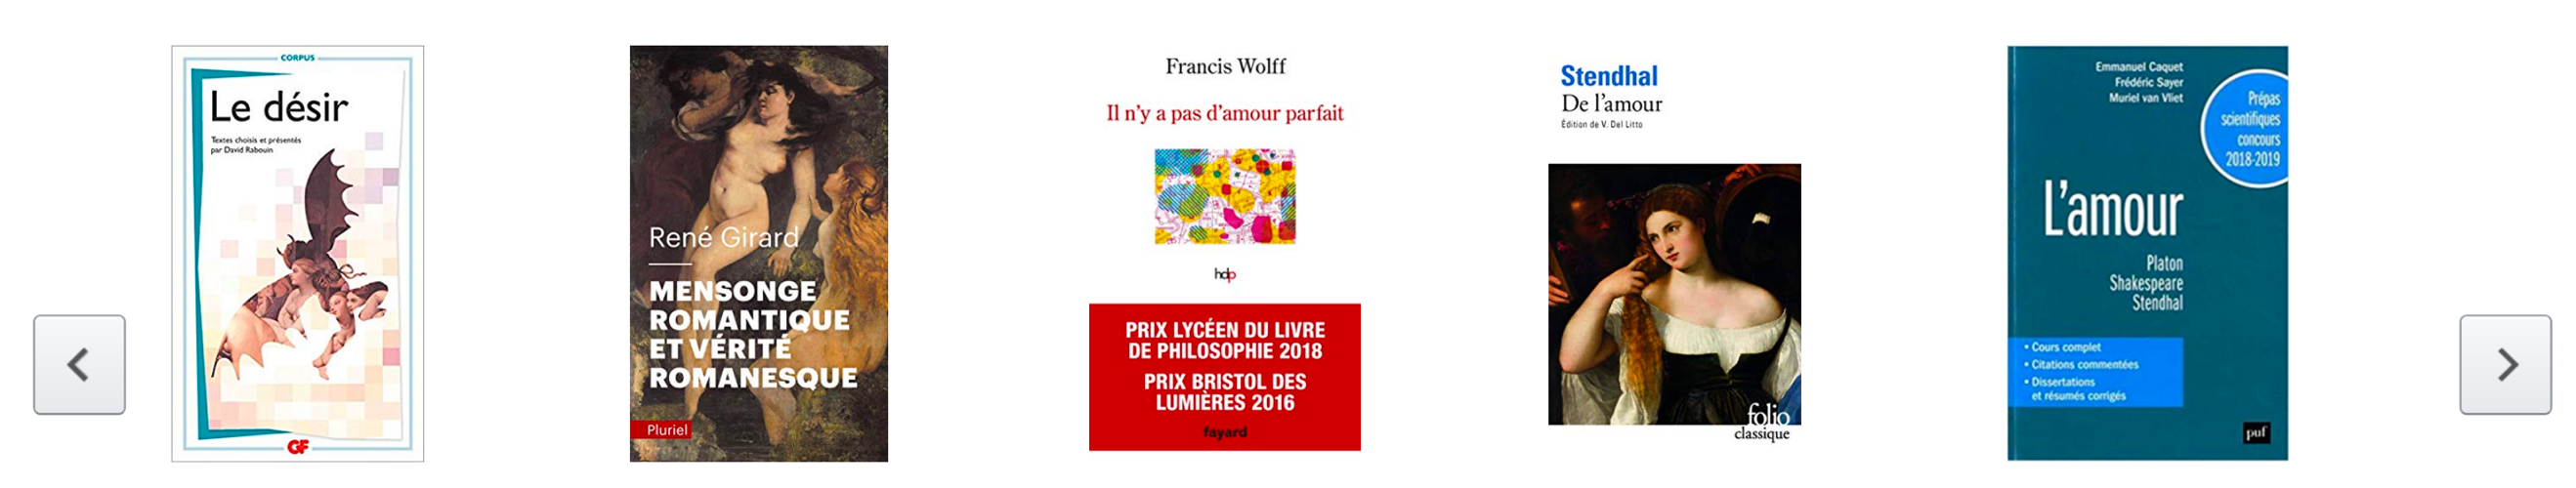 CORPUS
Le désir
Textes choisis et présentés
par David Rabouin
GF
René Girard
MENSONGE
ROMANTIQUE
ET VÉRITÉ
ROMANESQUE
Pluriel
Francis Wolff
Il n'y a pas d'amour parfait
hdp
PRIX LYCÉEN DU LIVRE
DE PHILOSOPHIE 2018
PRIX BRISTOL DES
LUMIÈRES 2016
fayard
Stendhal
De l'amour
Édition de V. Del Litto
folio
classique
Emmanuel Caquet
Frédéric Sayer
Muriel van Vliet
Prépas
scientifiques
concours
2018-2019
L'amour
Platon
Shakespeare
Stendhal
• Cours complet
• Citations commentées
• Dissertations
et résumés corrigés
puf